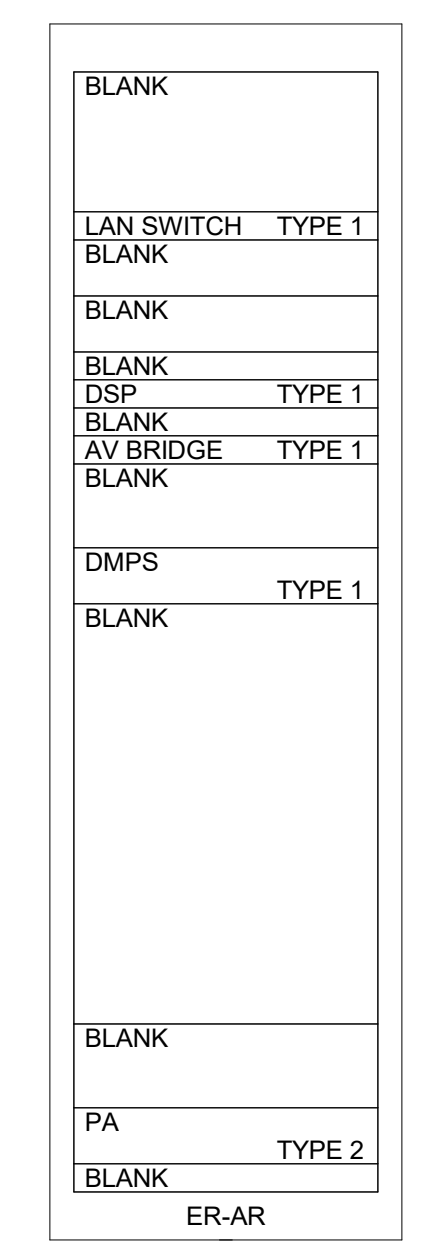 BLANK
LAN SWITCH TYPE 1
BLANK
BLANK
BLANK
DSP TYPE 1
BLANK
AV BRIDGE TYPE 1
BLANK
DMPS
TYPE 1
BLANK
BLANK
PA
TYPE 2
BLANK
ER-AR